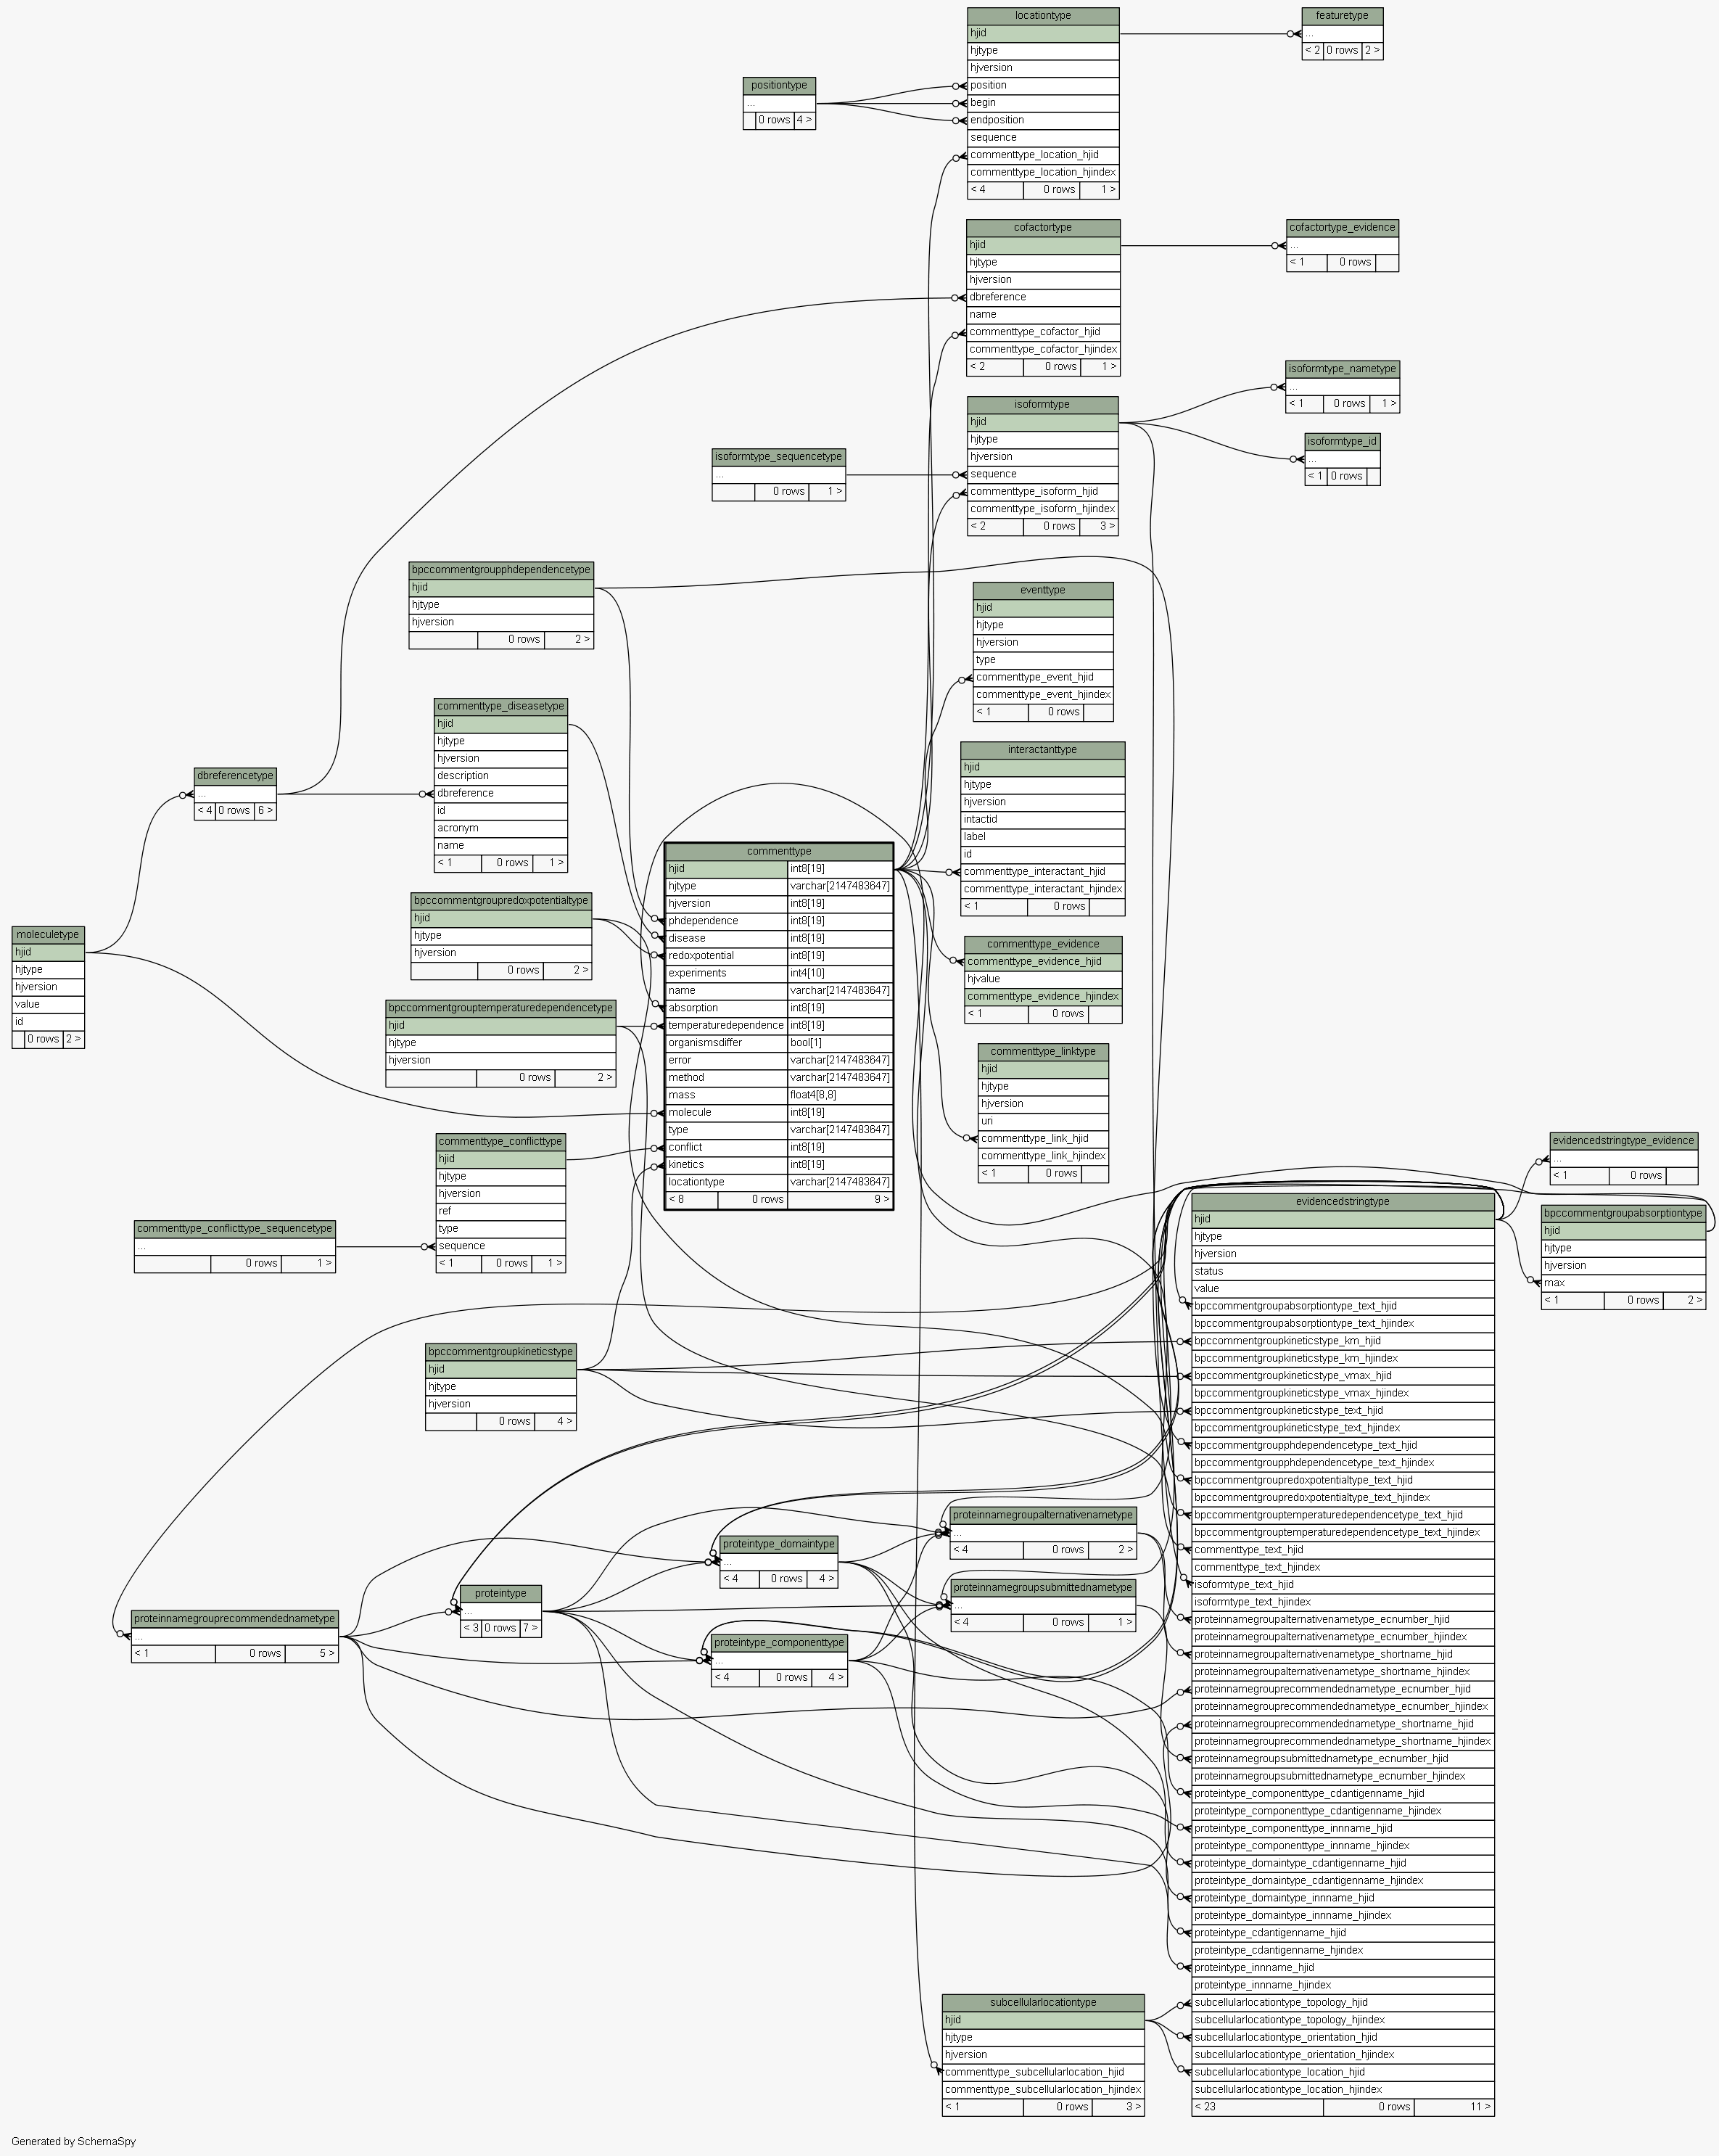 locationtype
hjid
hjtype
hjversion
position
begin
endposition
sequence
commenttype_location_hjid
commenttype_location_hjindex
< 4 0 rows 1 >
featuretype
...
< 2 0 rows 2 >
positiontype
...
0 rows 4 >
cofactortype
hjid
hjtype
hjversion
dbreference
name
commenttype_cofactor_hjid
commenttype_cofactor_hjindex
< 2 0 rows 1 >
cofactortype_evidence
...
< 1 0 rows
isoformtype_nametype
...
< 1 0 rows 1 >
isoformtype
hjid
hjtype
hjversion
sequence
commenttype_isoform_hjid
commenttype_isoform_hjindex
< 2 0 rows 3 >
isoformtype_id
...
< 1 0 rows
isoformtype_sequencetype
...
0 rows 1 >
bpccommentgroupphdependencetype
hjid
hjtype
hjversion
0 rows 2 >
eventtype
hjid
hjtype
hjversion
type
commenttype_event_hjid
commenttype_event_hjindex
< 1 0 rows
commenttype_diseasetype
hjid
hjtype
hjversion
description
dbreference
id
acronym
name
< 1 0 rows 1 >
interactanttype
hjid
hjtype
hjversion
intactid
label
id
commenttype_interactant_hjid
commenttype_interactant_hjindex
< 1 0 rows
dbreferencetype
...
< 4 0 rows 6 >
commenttype
hjid int8[19]
hjtype varchar[2147483647]
hjversion int8[19]
phdependence int8[19]
disease int8[19]
redoxpotential int8[19]
experiments int4[10]
name varchar[2147483647]
absorption int8[19]
temperaturedependence int8[19]
organismsdiffer bool[1]
error varchar[2147483647]
method varchar[2147483647]
mass float4[8,8]
molecule int8[19]
type varchar[2147483647]
conflict int8[19]
kinetics int8[19]
locationtype varchar[2147483647]
< 8 0 rows 9 >
bpccommentgroupredoxpotentialtype
hjid
hjtype
hjversion
0 rows 2 >
moleculetype
hjid
hjtype
hjversion
value
id
0 rows 2 >
commenttype_evidence
commenttype_evidence_hjid
hjvalue
commenttype_evidence_hjindex
< 1 0 rows
bpccommentgrouptemperaturedependencetype
hjid
hjtype
hjversion
0 rows 2 >
commenttype_linktype
hjid
hjtype
hjversion
uri
commenttype_link_hjid
commenttype_link_hjindex
< 1 0 rows
commenttype_conflicttype
hjid
hjtype
hjversion
ref
type
sequence
< 1 0 rows 1 >
commenttype_conflicttype_sequencetype
...
0 rows 1 >
evidencedstringtype_evidence
...
< 1 0 rows
bpccommentgroupabsorptiontype
hjid
hjtype
hjversion
max
< 1 0 rows 2 >
evidencedstringtype
hjid
hjtype
hjversion
status
value
bpccommentgroupabsorptiontype_text_hjid
bpccommentgroupabsorptiontype_text_hjindex
bpccommentgroupkineticstype_km_hjid
bpccommentgroupkineticstype_km_hjindex
bpccommentgroupkineticstype_vmax_hjid
bpccommentgroupkineticstype_vmax_hjindex
bpccommentgroupkineticstype_text_hjid
bpccommentgroupkineticstype_text_hjindex
bpccommentgroupphdependencetype_text_hjid
bpccommentgroupphdependencetype_text_hjindex
bpccommentgroupredoxpotentialtype_text_hjid
bpccommentgroupredoxpotentialtype_text_hjindex
bpccommentgrouptemperaturedependencetype_text_hjid
bpccommentgrouptemperaturedependencetype_text_hjindex
commenttype_text_hjid
commenttype_text_hjindex
isoformtype_text_hjid
isoformtype_text_hjindex
proteinnamegroupalternativenametype_ecnumber_hjid
proteinnamegroupalternativenametype_ecnumber_hjindex
proteinnamegroupalternativenametype_shortname_hjid
proteinnamegroupalternativenametype_shortname_hjindex
proteinnamegrouprecommendednametype_ecnumber_hjid
proteinnamegrouprecommendednametype_ecnumber_hjindex
proteinnamegrouprecommendednametype_shortname_hjid
proteinnamegrouprecommendednametype_shortname_hjindex
proteinnamegroupsubmittednametype_ecnumber_hjid
proteinnamegroupsubmittednametype_ecnumber_hjindex
proteintype_componenttype_cdantigenname_hjid
proteintype_componenttype_cdantigenname_hjindex
proteintype_componenttype_innname_hjid
proteintype_componenttype_innname_hjindex
proteintype_domaintype_cdantigenname_hjid
proteintype_domaintype_cdantigenname_hjindex
proteintype_domaintype_innname_hjid
proteintype_domaintype_innname_hjindex
proteintype_cdantigenname_hjid
proteintype_cdantigenname_hjindex
proteintype_innname_hjid
proteintype_innname_hjindex
subcellularlocationtype_topology_hjid
subcellularlocationtype_topology_hjindex
subcellularlocationtype_orientation_hjid
subcellularlocationtype_orientation_hjindex
subcellularlocationtype_location_hjid
subcellularlocationtype_location_hjindex
< 23 0 rows 11 >
bpccommentgroupkineticstype
hjid
hjtype
hjversion
0 rows 4 >
proteinnamegroupalternativenametype
...
< 4 0 rows 2 >
proteintype_domaintype
...
< 4 0 rows 4 >
proteinnamegroupsubmittednametype
...
< 4 0 rows 1 >
proteintype
...
< 3 0 rows 7 >
proteinnamegrouprecommendednametype
...
< 1 0 rows 5 >
proteintype_componenttype
...
< 4 0 rows 4 >
subcellularlocationtype
hjid
hjtype
hjversion
commenttype_subcellularlocation_hjid
commenttype_subcellularlocation_hjindex
< 1 0 rows 3 >
Generated by SchemaSpy